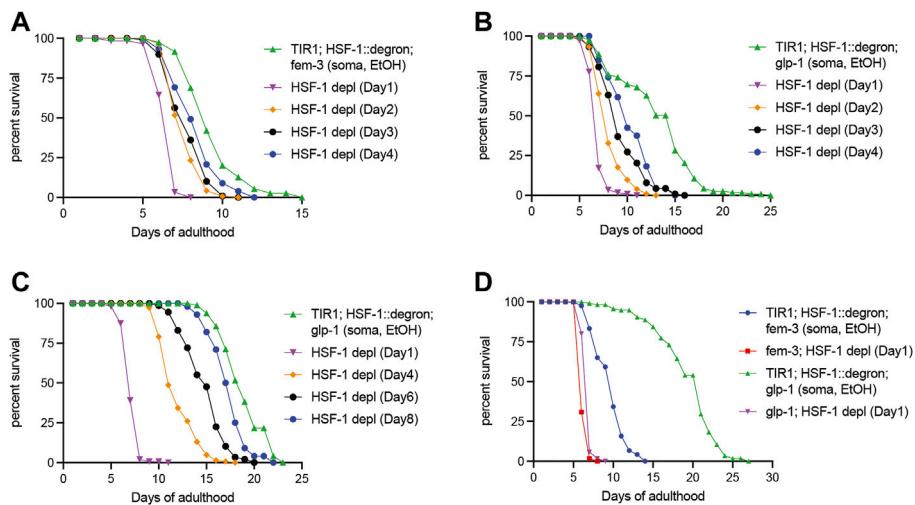 A
percent survival
100
75
50
25
0
0
5
10
15
Days of adulthood
TIR1; HSF-1::degron;
fem-3 (soma, EtOH)
HSF-1 depl (Day1)
HSF-1 depl (Day2)
HSF-1 depl (Day3)
HSF-1 depl (Day4)
B
percent survival
100
75
50
25
0
0
5
10
15
20
25
Days of adulthood
TIR1; HSF-1::degron;
glp-1 (soma, EtOH)
HSF-1 depl (Day1)
HSF-1 depl (Day2)
HSF-1 depl (Day3)
HSF-1 depl (Day4)
C
percent survival
100
75
50
25
0
0
5
10
15
20
25
Days of adulthood
TIR1; HSF-1::degron;
glp-1 (soma, EtOH)
HSF-1 depl (Day1)
HSF-1 depl (Day4)
HSF-1 depl (Day6)
HSF-1 depl (Day8)
D
percent survival
100
75
50
25
0
0
5
10
15
20
25
30
Days of adulthood
TIR1; HSF-1::degron;
fem-3 (soma, EtOH)
fem-3; HSF-1 depl (Day1)
TIR1; HSF-1::degron;
glp-1 (soma, EtOH)
glp-1; HSF-1 depl (Day1)